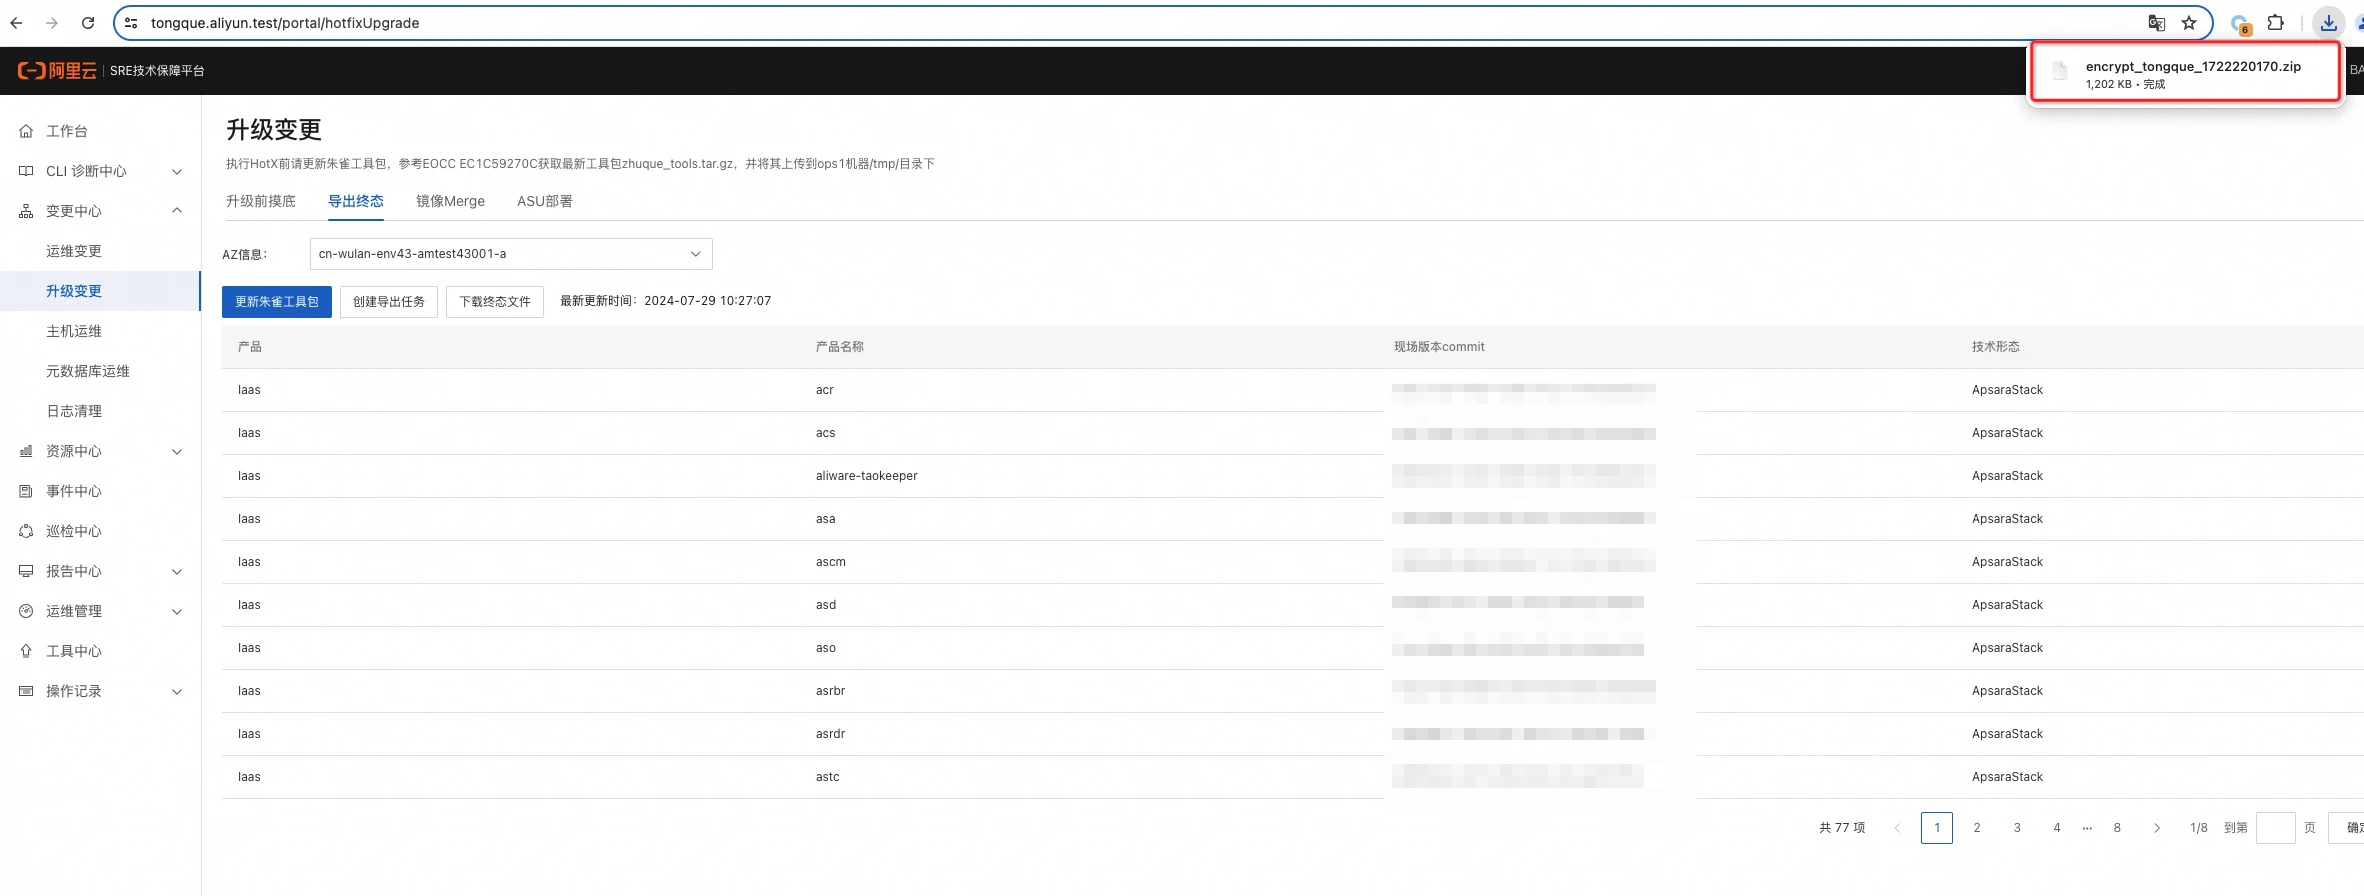 tongque.aliyun.test/portal/hotfixUpgrade
6
阿里云 SRE技术保障平台
encrypt_tongque_1722220170.zip
1,202 KB • 完成
工作台
CLI 诊断中心
变更中心
运维变更
升级变更
主机运维
元数据库运维
日志清理
资源中心
事件中心
巡检中心
报告中心
运维管理
工具中心
操作记录
升级变更
执行HotX前请更新朱雀工具包，参考EOCC EC1C59270C获取最新工具包zhuque_tools.tar.gz，并将其上传到ops1机器/tmp/目录下
升级前摸底 导出终态 镜像Merge ASU部署
AZ信息： cn-wulan-env43-amtest43001-a
更新朱雀工具包 创建导出任务 下载终态文件 最新更新时间：2024-07-29 10:27:07
产品 产品名称 现场版本commit 技术形态
Iaas acr ApsaraStack
Iaas acs ApsaraStack
Iaas aliware-taokeeper ApsaraStack
Iaas asa ApsaraStack
Iaas ascm ApsaraStack
Iaas asd ApsaraStack
Iaas aso ApsaraStack
Iaas asrbr ApsaraStack
Iaas asrdr ApsaraStack
Iaas astc ApsaraStack
共 77 项 1 2 3 4 ••• 8 1/8 到第 页